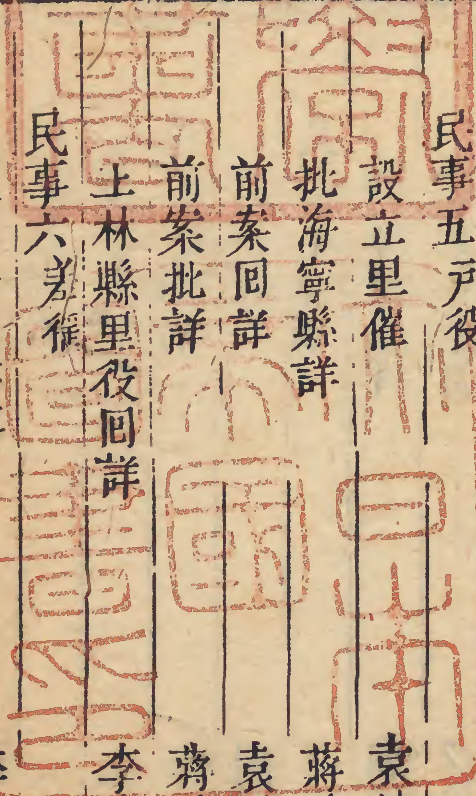 民事五戶役
設立里催 袁
批海寧縣詳 蔣
前案回詳 袁
前案批詳 蔣
上林縣里役回詳 李
民事六差徭